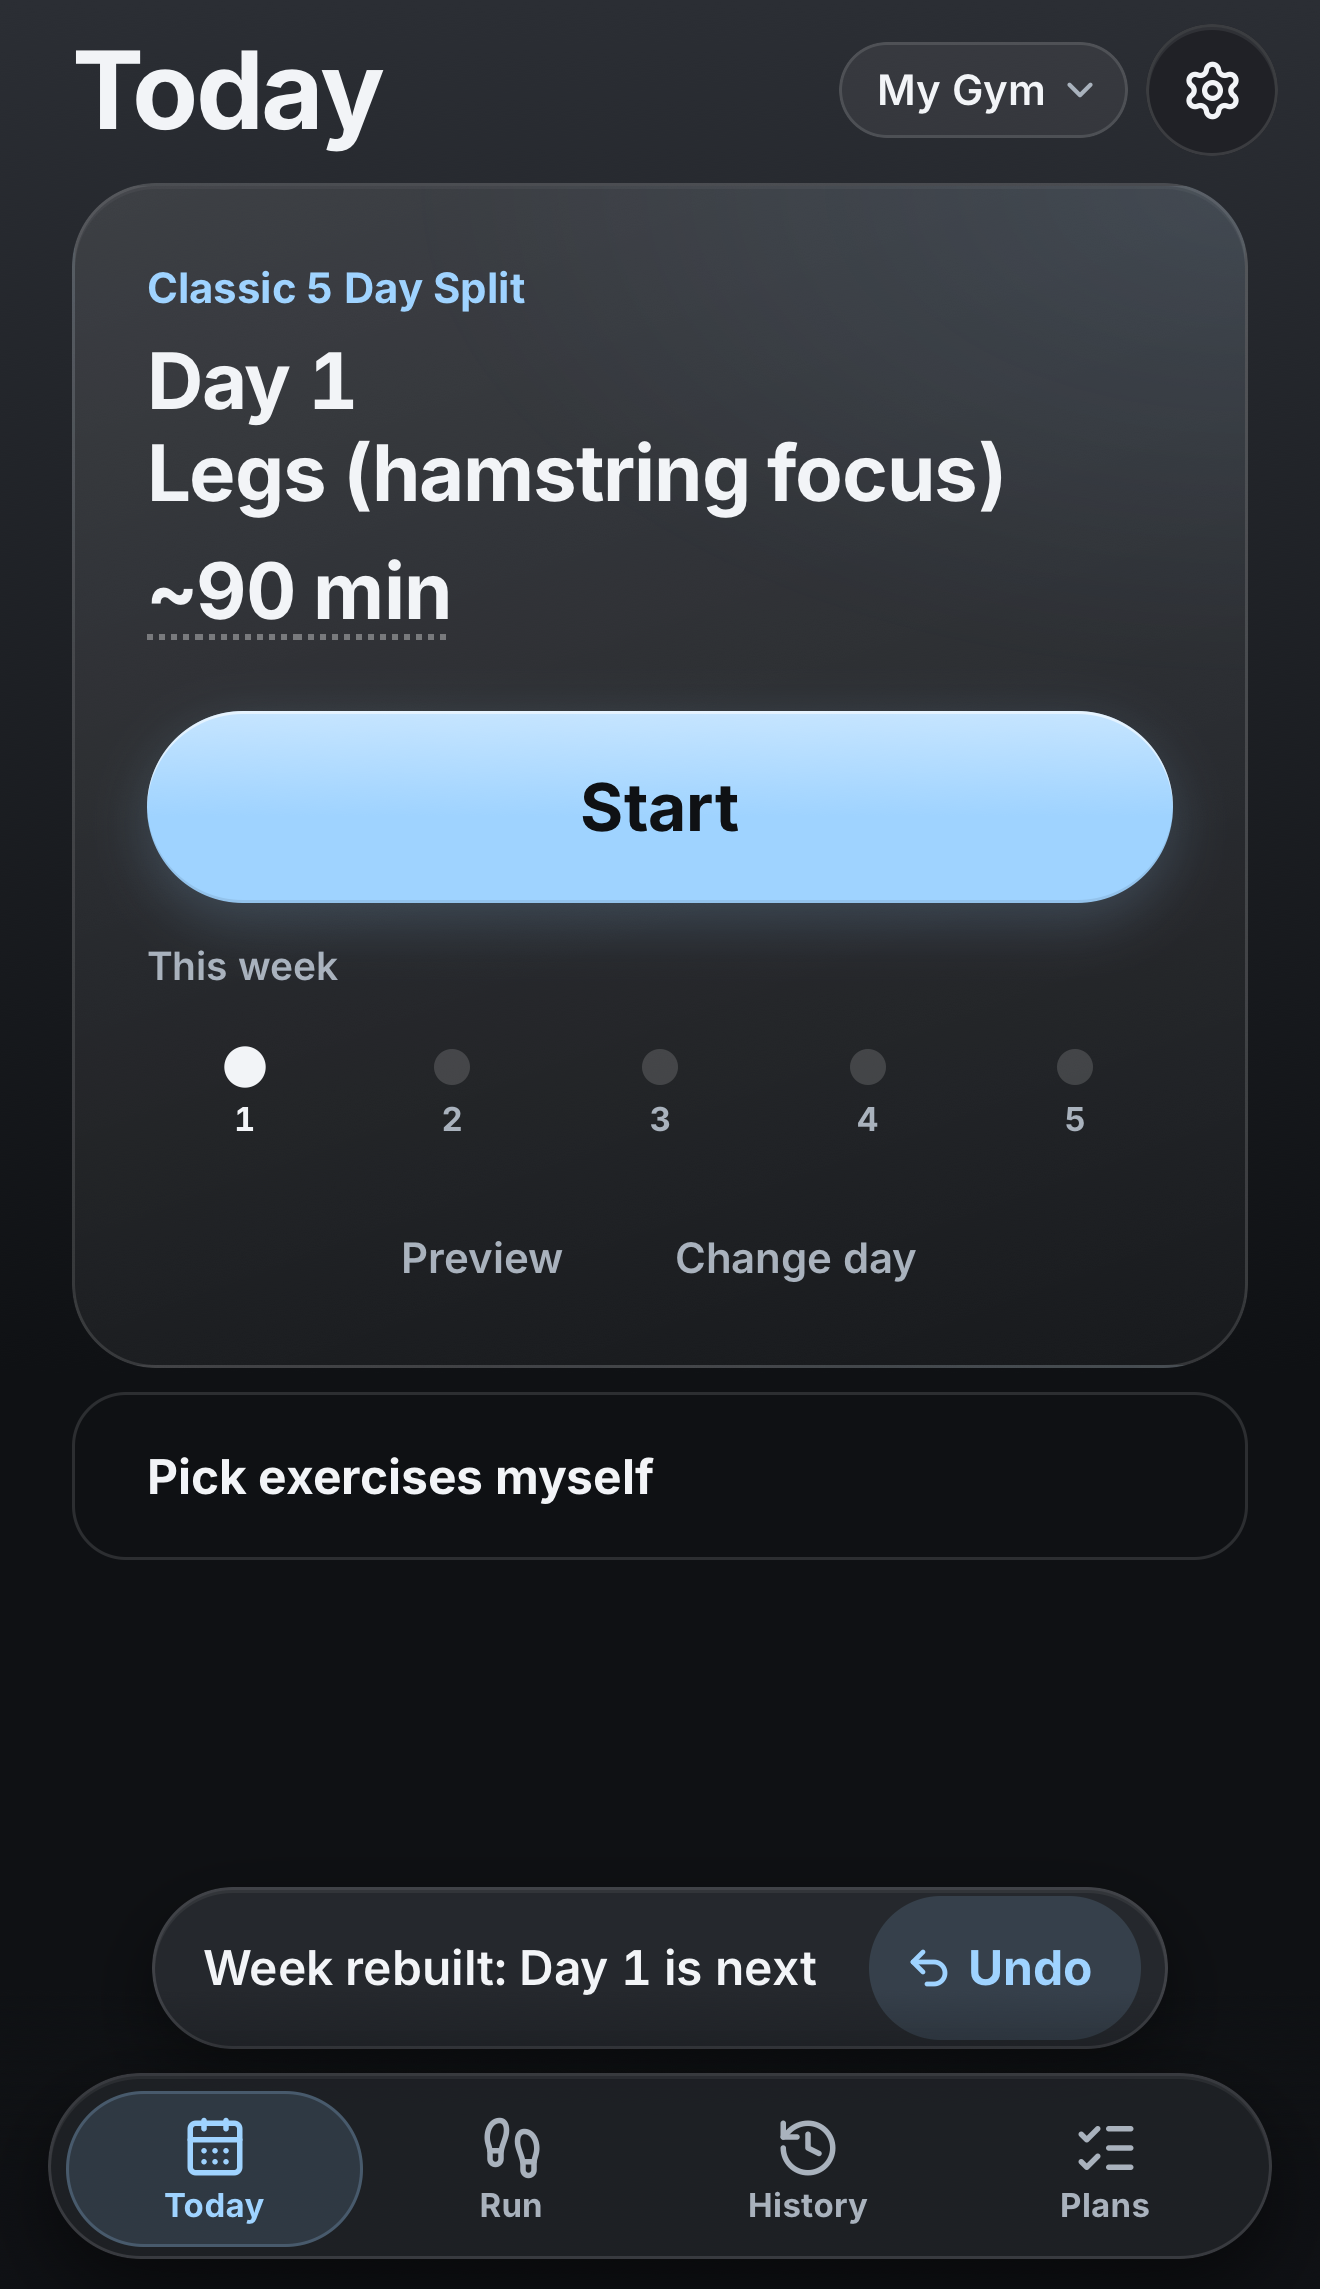 Today
My Gym
Classic 5 Day Split
Day 1
Legs (hamstring focus)
~90 min
Start
This week
1 2 3 4 5
Preview Change day
Pick exercises myself
Week rebuilt: Day 1 is next Undo
Today Run History Plans